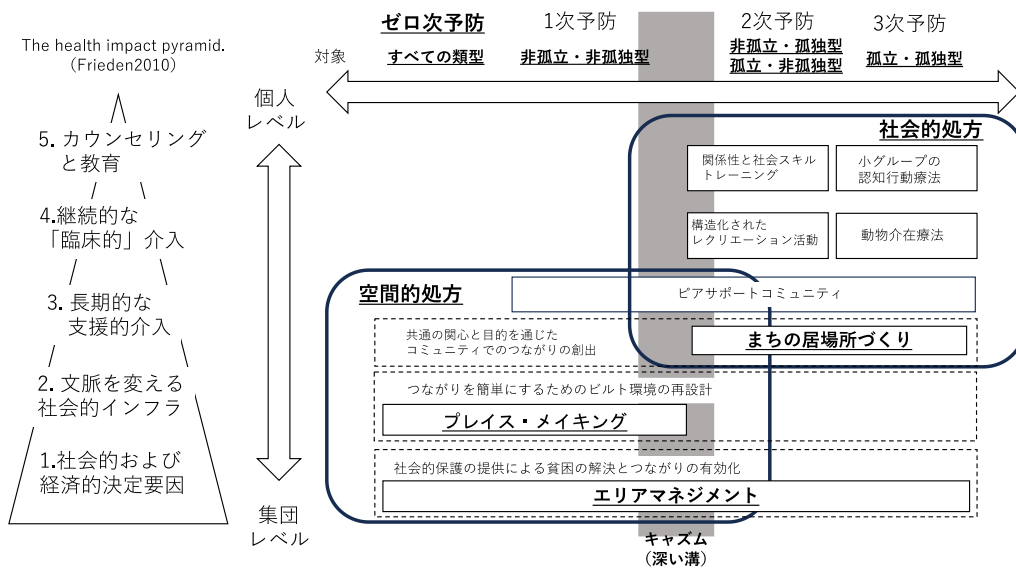 The health impact pyramid.
(Frieden2010)
5. カウンセリング
と教育
4.継続的な
「臨床的」介入
3. 長期的な
支援的介入
2. 文脈を変える
社会的インフラ
1.社会的および
経済的決定要因
個人
レベル
集団
レベル
対象
ゼロ次予防
すべての類型
1次予防
非孤立・非孤独型
2次予防
非孤立・孤独型
孤立・非孤独型
3次予防
孤立・孤独型
社会的処方
関係性と社会スキル
トレーニング
小グループの
認知行動療法
構造化された
レクリエーション活動
動物介在療法
空間的処方
ピアサポートコミュニティ
共通の関心と目的を通じた
コミュニティでのつながりの創出
まちの居場所づくり
つながりを簡単にするためのビルト環境の再設計
プレイス・メイキング
社会的保護の提供による貧困の解決とつながりの有効化
エリアマネジメント
キャズム
(深い溝)